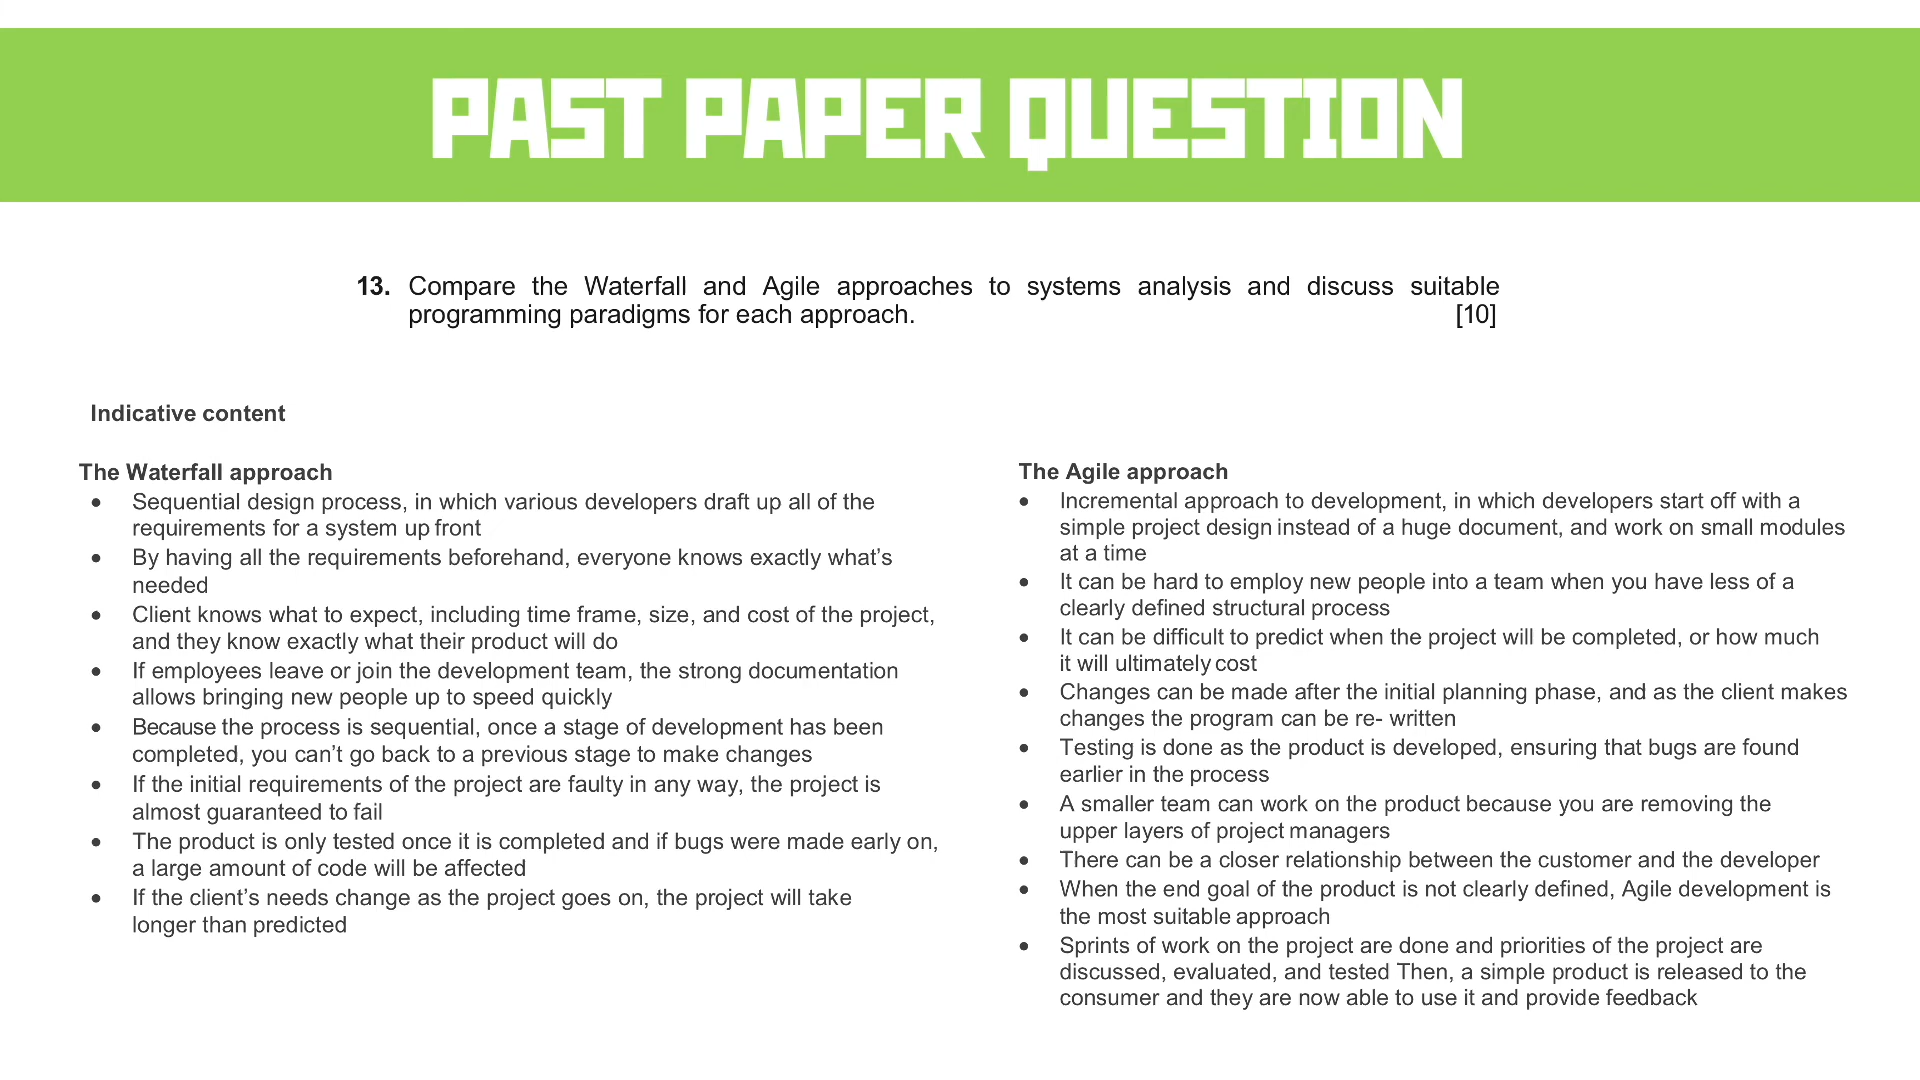 PAST PAPER QUESTION
13. Compare the Waterfall and Agile approaches to systems analysis and discuss suitable
programming paradigms for each approach. [10]
Indicative content
The Waterfall approach
• Sequential design process, in which various developers draft up all of the
requirements for a system up front
• By having all the requirements beforehand, everyone knows exactly what’s
needed
• Client knows what to expect, including time frame, size, and cost of the project,
and they know exactly what their product will do
• If employees leave or join the development team, the strong documentation
allows bringing new people up to speed quickly
• Because the process is sequential, once a stage of development has been
completed, you can’t go back to a previous stage to make changes
• If the initial requirements of the project are faulty in any way, the project is
almost guaranteed to fail
• The product is only tested once it is completed and if bugs were made early on,
a large amount of code will be affected
• If the client’s needs change as the project goes on, the project will take
longer than predicted
The Agile approach
• Incremental approach to development, in which developers start off with a
simple project design instead of a huge document, and work on small modules
at a time
• It can be hard to employ new people into a team when you have less of a
clearly defined structural process
• It can be difficult to predict when the project will be completed, or how much
it will ultimately cost
• Changes can be made after the initial planning phase, and as the client makes
changes the program can be re- written
• Testing is done as the product is developed, ensuring that bugs are found
earlier in the process
• A smaller team can work on the product because you are removing the
upper layers of project managers
• There can be a closer relationship between the customer and the developer
• When the end goal of the product is not clearly defined, Agile development is
the most suitable approach
• Sprints of work on the project are done and priorities of the project are
discussed, evaluated, and tested Then, a simple product is released to the
consumer and they are now able to use it and provide feedback